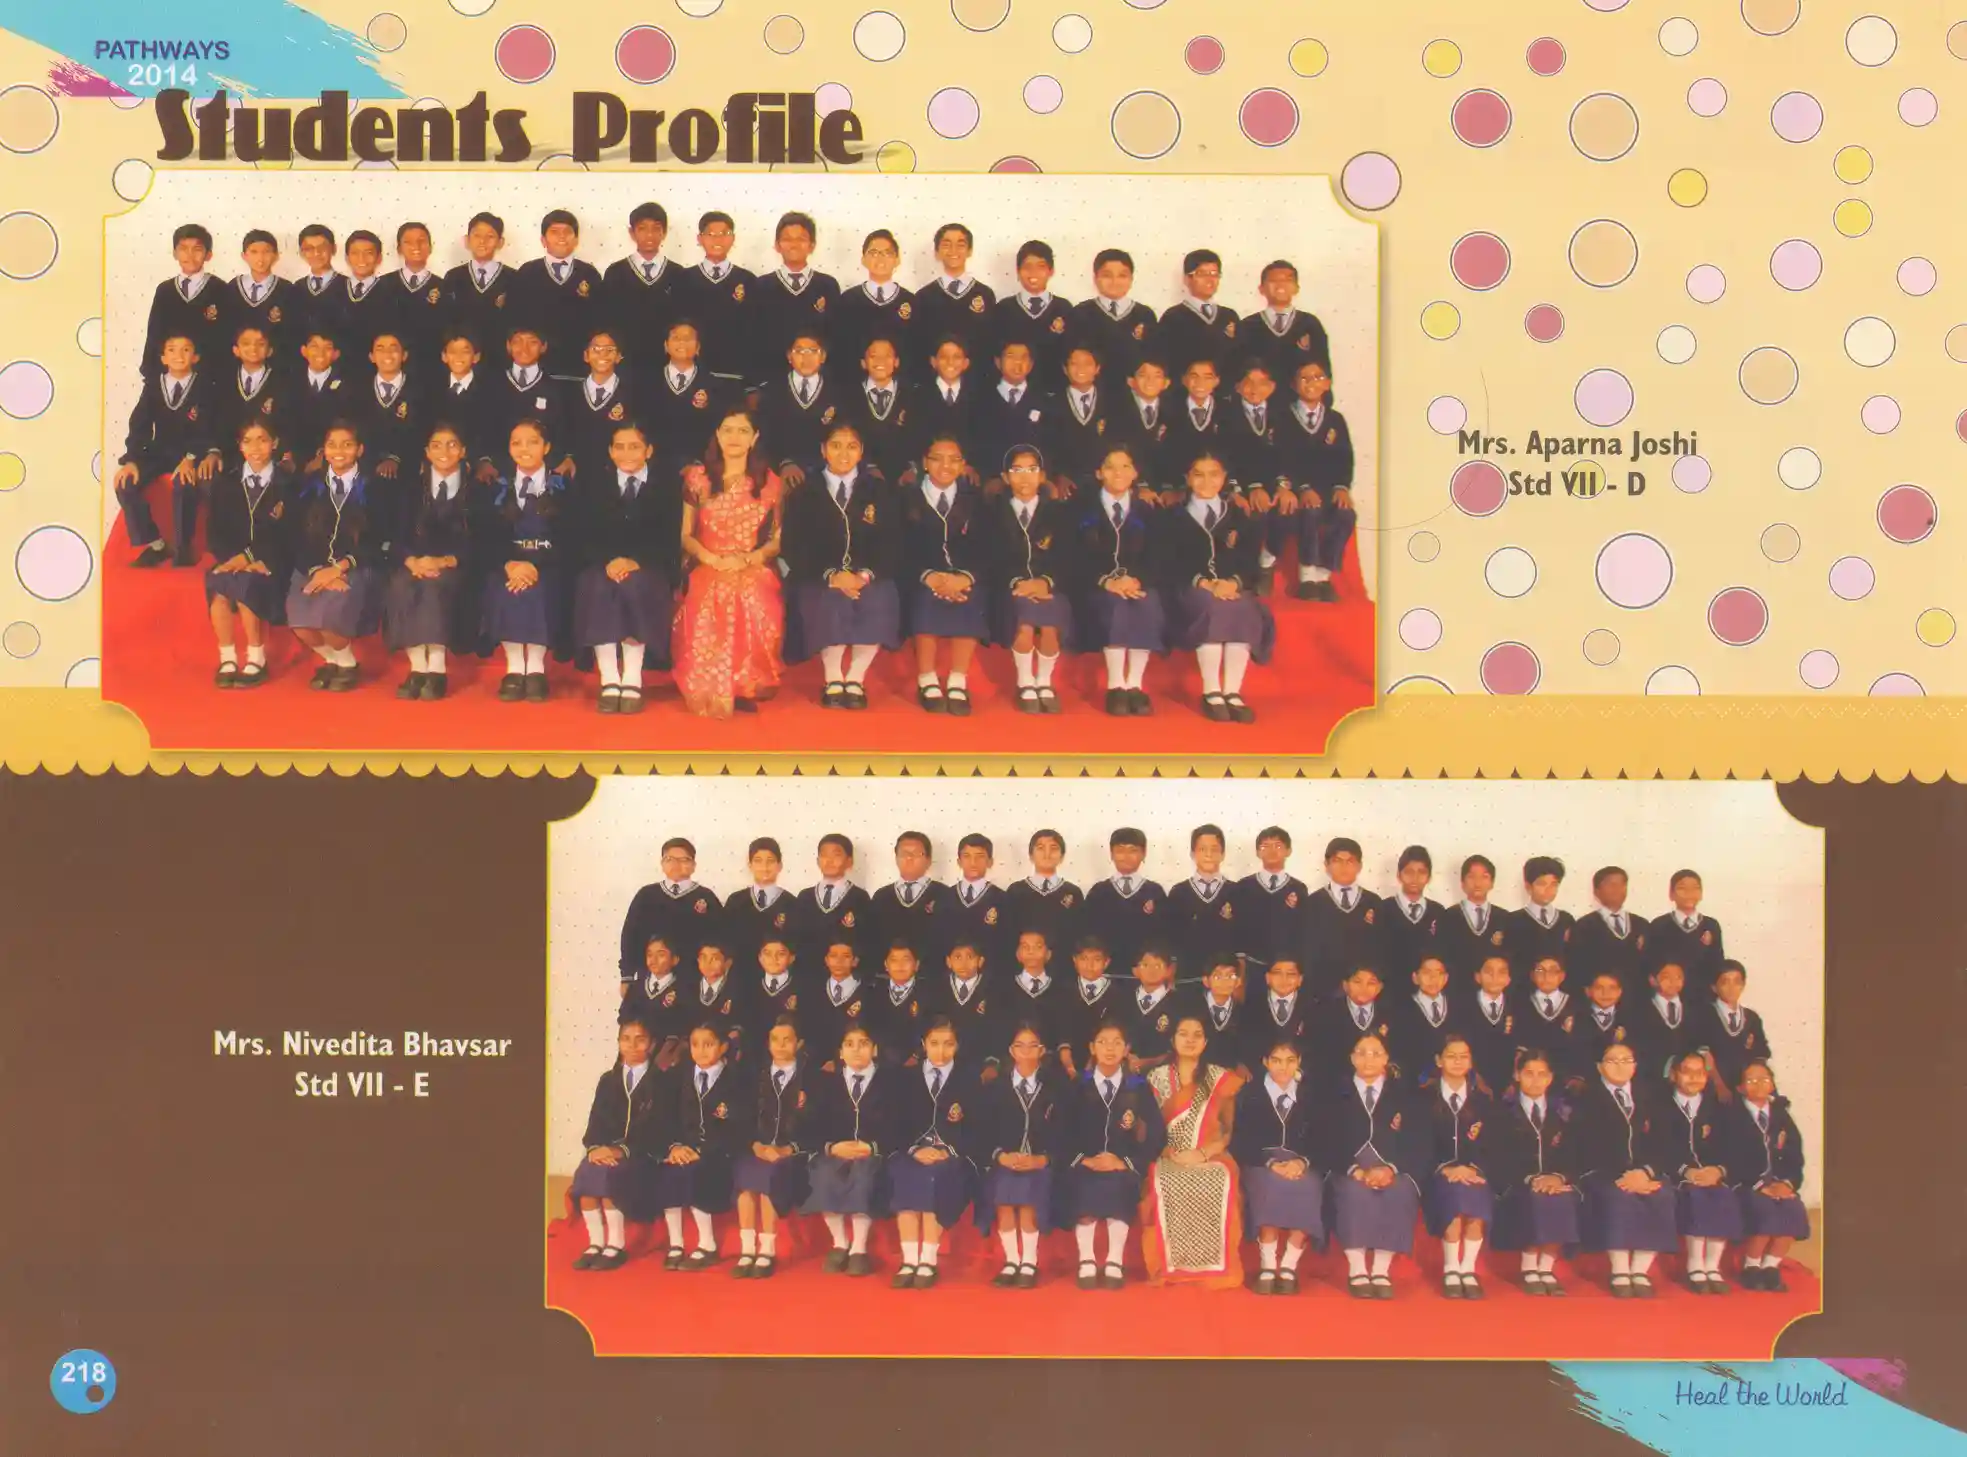 PATHWAYS
2014
Students Profile
Mrs. Aparna Joshi
Std VII - D
Mrs. Nivedita Bhavsar
Std VII - E
218
Heal the World